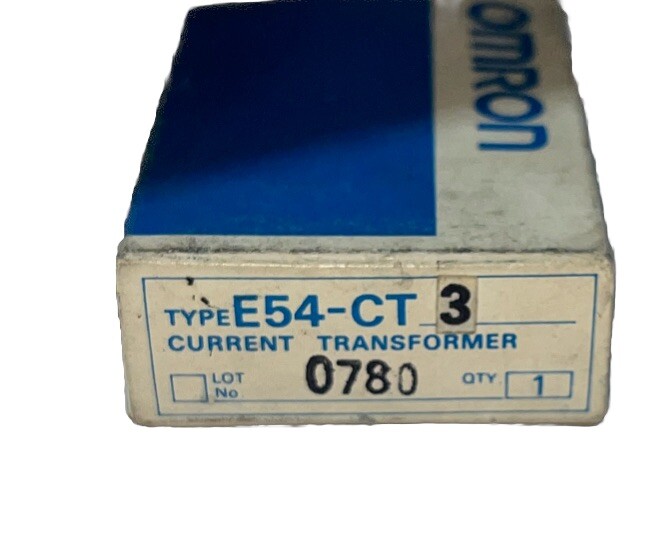 OMRON
TYPE E54-CT 3
CURRENT TRANSFORMER
LOT No. 0780 QTY. 1